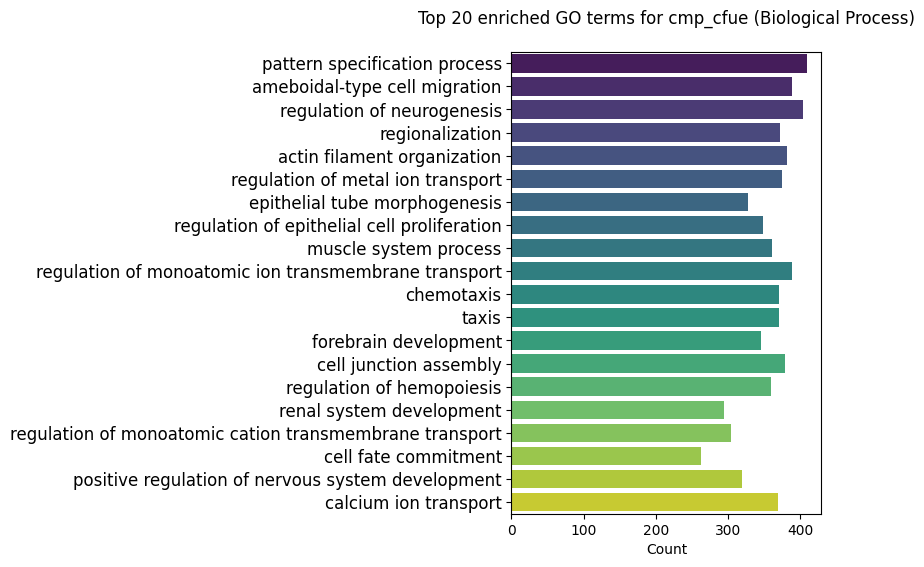 Top 20 enriched GO terms for cmp_cfue (Biological Process)
pattern specification process
ameboidal-type cell migration
regulation of neurogenesis
regionalization
actin filament organization
regulation of metal ion transport
epithelial tube morphogenesis
regulation of epithelial cell proliferation
muscle system process
regulation of monoatomic ion transmembrane transport
chemotaxis
taxis
forebrain development
cell junction assembly
regulation of hemopoiesis
renal system development
regulation of monoatomic cation transmembrane transport
cell fate commitment
positive regulation of nervous system development
calcium ion transport
0 100 200 300 400
Count